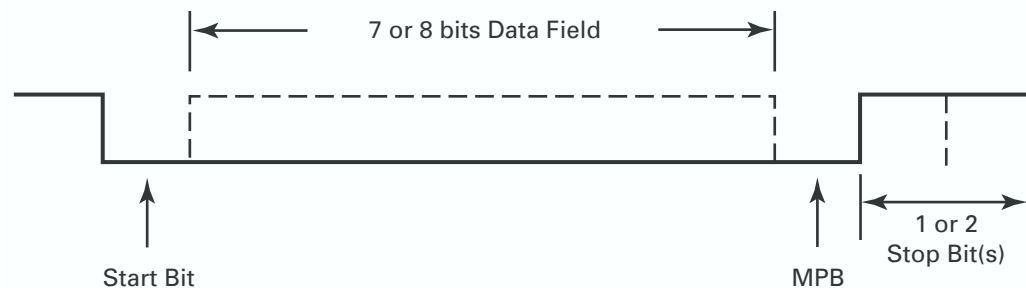 7 or 8 bits Data Field
1 or 2
Stop Bit(s)
Start Bit
MPB